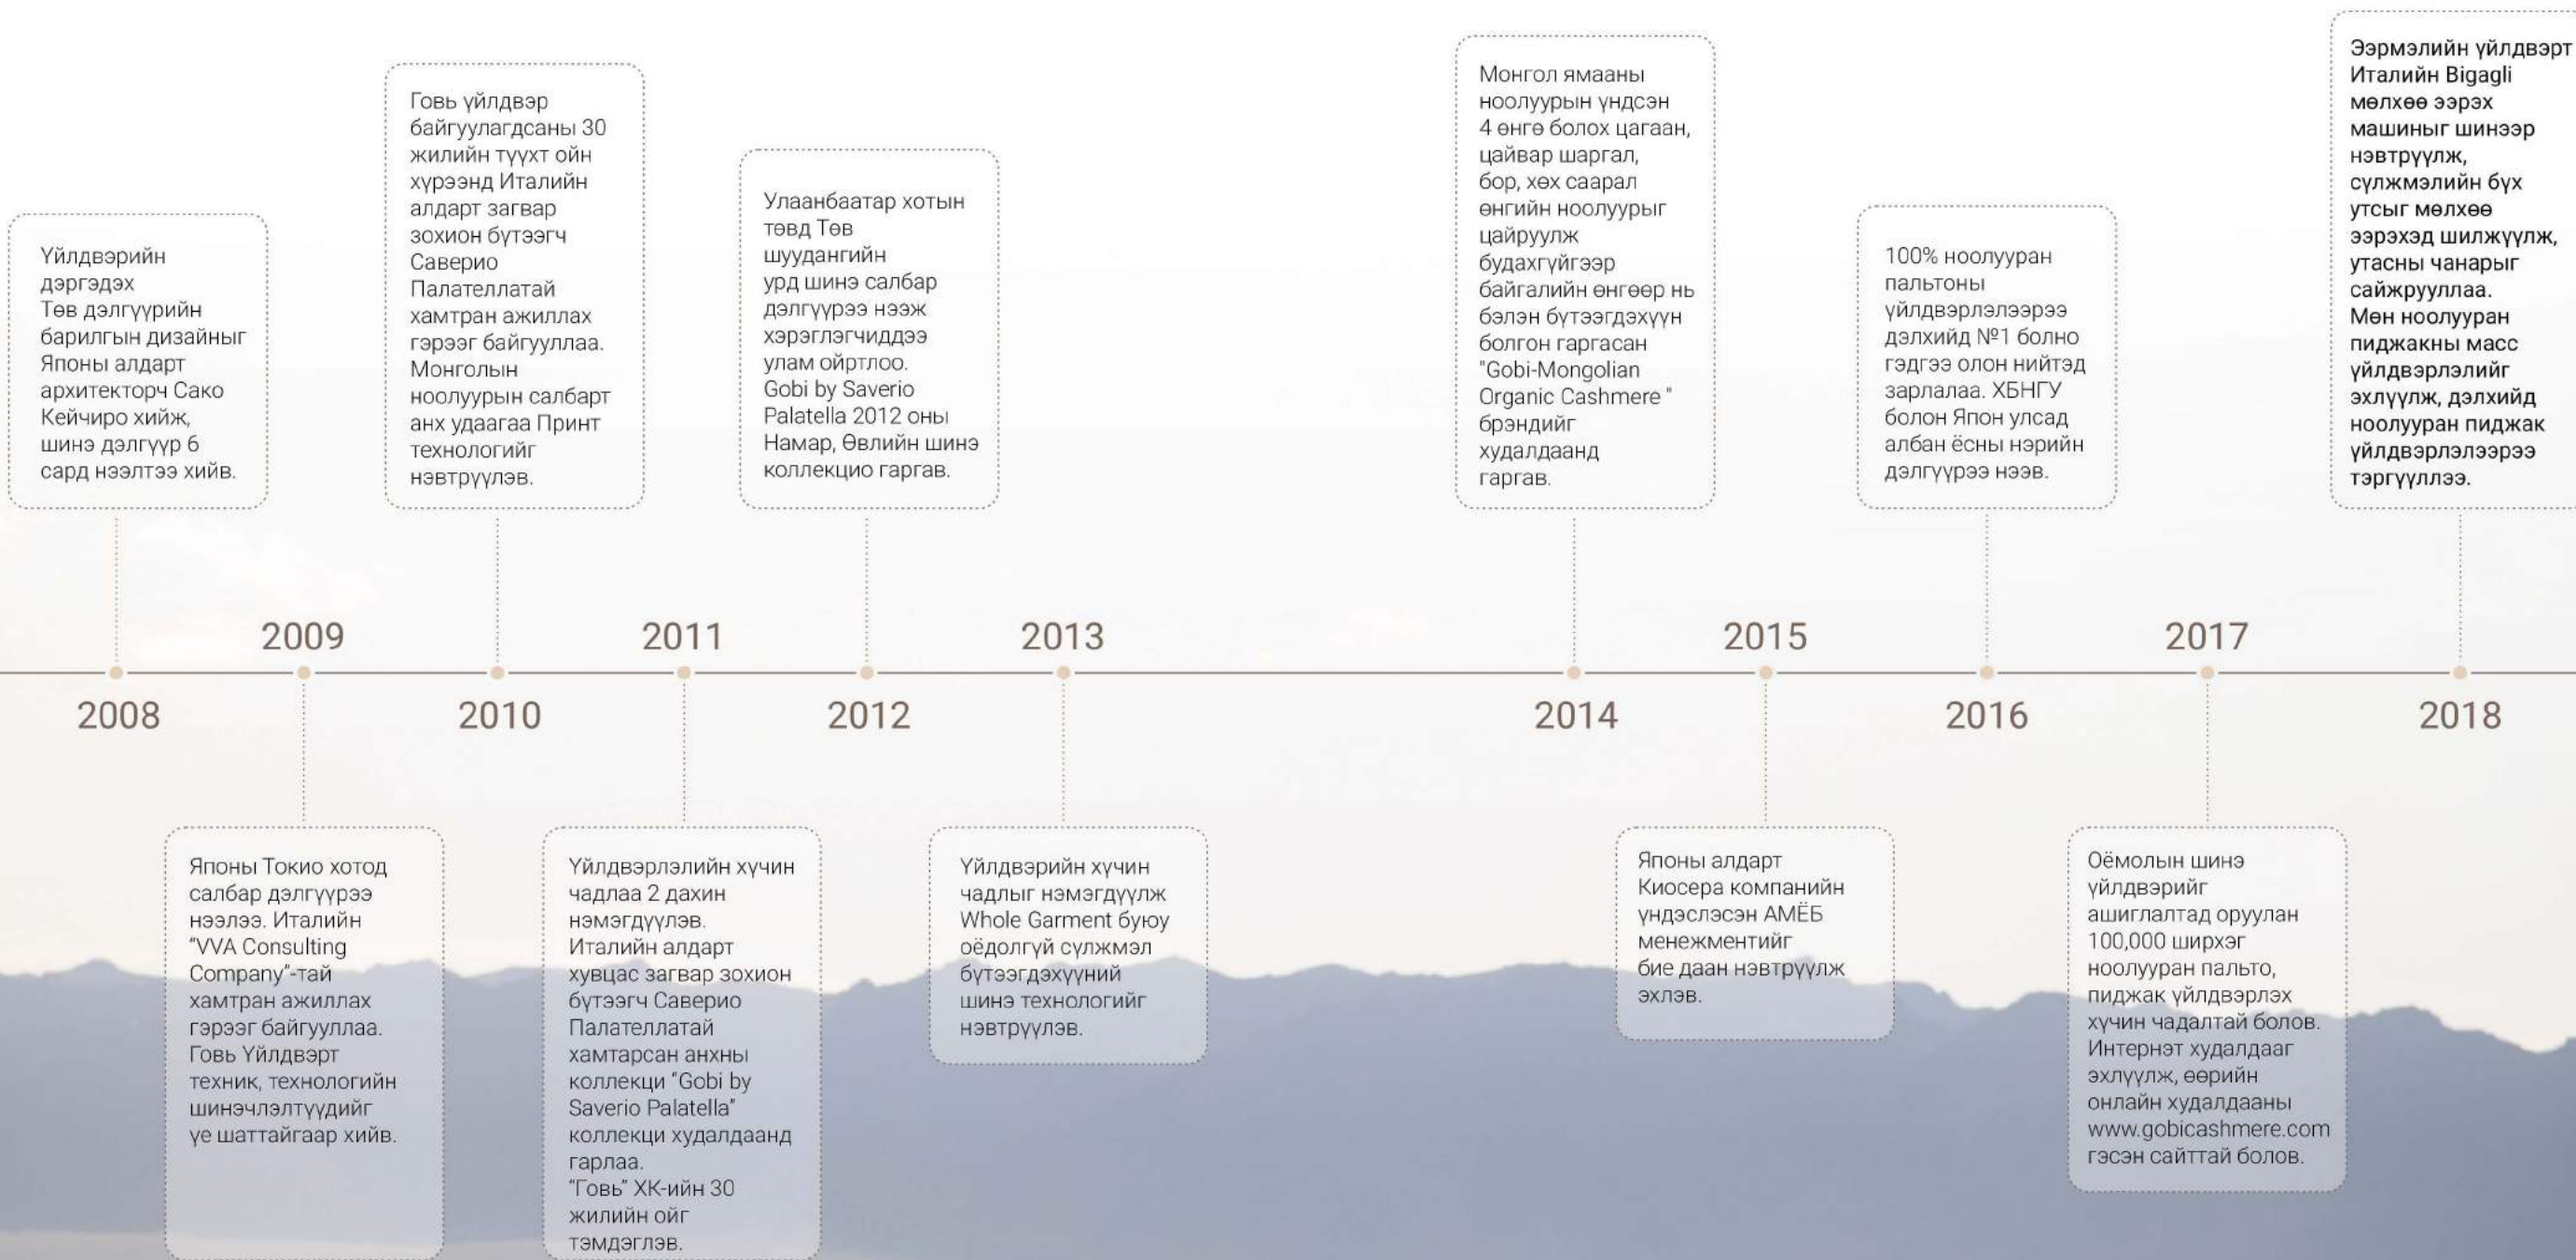 Үйлдвэрийн
дэргэдэх
Төв дэлгүүрийн
барилгын дизайныг
Японы алдарт
архитекторч Сако
Кейчиро хийж,
шинэ дэлгүүр 6
сард нээлтээ хийв.
2008
2009
Японы Токио хотод
салбар дэлгүүрээ
нээлээ. Италийн
“VVA Consulting
Company”-тай
хамтран ажиллах
гэрээг байгууллаа.
Говь Үйлдвэрт
техник, технологийн
шинэчлэлтүүдийг
үе шаттайгаар хийв.
Говь үйлдвэр
байгуулагдсаны 30
жилийн түүхт ойн
хүрээнд Италийн
алдарт загвар
зохион бүтээгч
Саверио
Палателлатай
хамтран ажиллах
гэрээг байгууллаа.
Монголын
ноолуурын салбарт
анх удаагаа Принт
технологийг
нэвтрүүлэв.
2010
2011
Үйлдвэрлэлийн хүчин
чадлаа 2 дахин
нэмэгдүүлэв.
Италийн алдарт
хувцас загвар зохион
бүтээгч Саверио
Палателлатай
хамтарсан анхны
коллекци “Gobi by
Saverio Palatella”
коллекци худалдаанд
гарлаа.
“Говь” ХК-ийн 30
жилийн ойг
тэмдэглэв.
Улаанбаатар хотын
төвд Төв
шуудангийн
урд шинэ салбар
дэлгүүрээ нээж
хэрэглэгчиддээ
улам ойртлоо.
Gobi by Saverio
Palatella 2012 оны
Намар, Өвлийн шинэ
коллекцио гаргав.
2012
2013
Үйлдвэрийн хүчин
чадлыг нэмэгдүүлж
Whole Garment буюу
оёдолгүй сүлжмэл
бүтээгдэхүүний
шинэ технологийг
нэвтрүүлэв.
Монгол ямааны
ноолуурын үндсэн
4 өнгө болох цагаан,
цайвар шаргал,
бор, хөх саарал
өнгийн ноолуурыг
цайруулж
будахгүйгээр
байгалийн өнгөөр нь
бэлэн бүтээгдэхүүн
болгон гаргасан
"Gobi-Mongolian
Organic Cashmere "
брэндийг
худалдаанд
гаргав.
2014
2015
Японы алдарт
Киосера компанийн
үндэслэсэн АМЁБ
менежментийг
бие даан нэвтрүүлж
эхлэв.
100% ноолууран
пальтоны
үйлдвэрлэлээрээ
дэлхийд №1 болно
гэдгээ олон нийтэд
зарлалаа. ХБНГУ
болон Япон улсад
албан ёсны нэрийн
дэлгүүрээ нээв.
2016
2017
Оёмолын шинэ
үйлдвэрийг
ашиглалтад оруулан
100,000 ширхэг
ноолууран пальто,
пиджак үйлдвэрлэх
хүчин чадалтай болов.
Интернэт худалдааг
эхлүүлж, өөрийн
онлайн худалдааны
www.gobicashmere.com
гэсэн сайттай болов.
Ээрмэлийн үйлдвэрт
Италийн Bigagli
мөлхөө ээрэх
машиныг шинээр
нэвтрүүлж,
сүлжмэлийн бүх
утсыг мөлхөө
ээрэхэд шилжүүлж,
утасны чанарыг
сайжрууллаа.
Мөн ноолууран
пиджакны масс
үйлдвэрлэлийг
эхлүүлж, дэлхийд
ноолууран пиджак
үйлдвэрлэлээрээ
тэргүүллээ.
2018